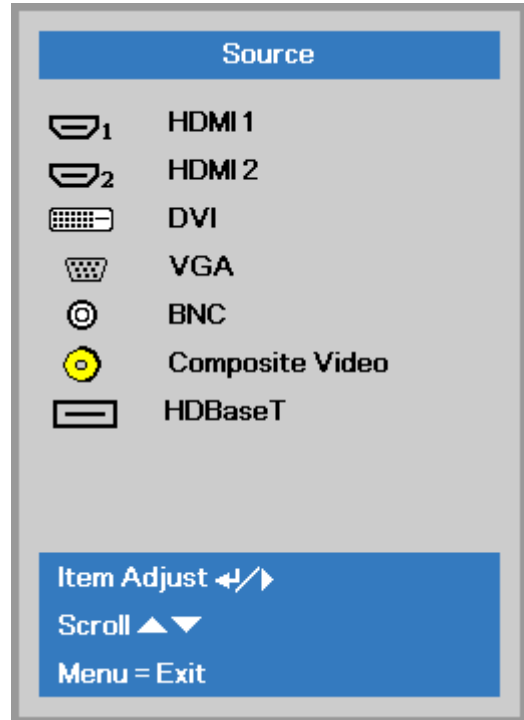 Source
1 HDMI 1
2 HDMI 2
DVI
VGA
BNC
Composite Video
HDBaseT
Item Adjust ↵/▶
Scroll ▲▼
Menu = Exit